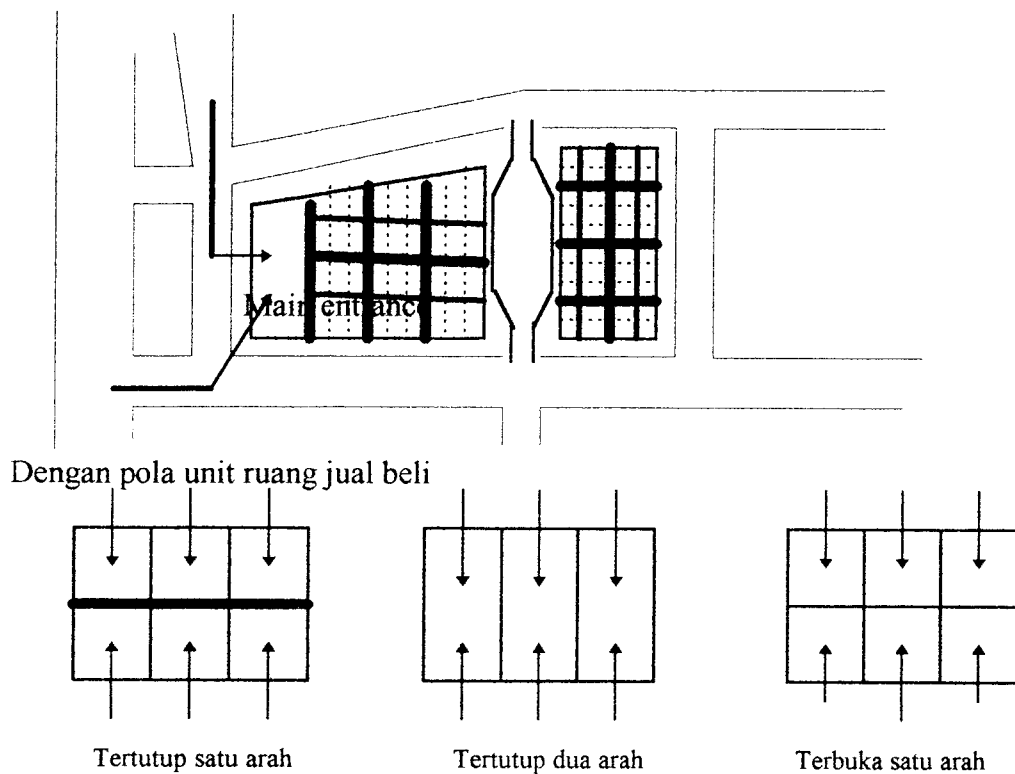 Main entrance
Dengan pola unit ruang jual beli
Tertutup satu arah
Tertutup dua arah
Terbuka satu arah